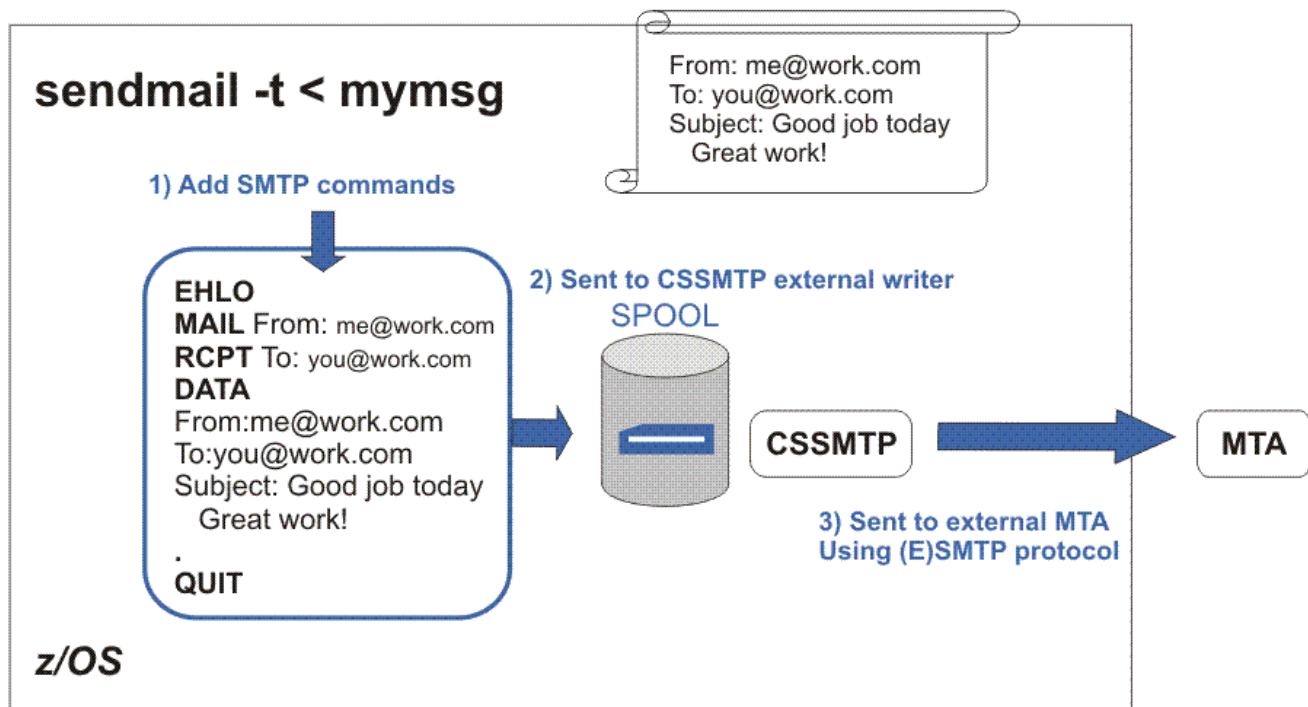 sendmail -t < mymsg
From: me@work.com
To: you@work.com
Subject: Good job today
Great work!
1) Add SMTP commands
EHLO
MAIL From: me@work.com
RCPT To: you@work.com
DATA
From:me@work.com
To:you@work.com
Subject: Good job today
Great work!
.
QUIT
2) Sent to CSSMTP external writer
SPOOL
CSSMTP
MTA
3) Sent to external MTA
Using (E)SMTP protocol
z/OS